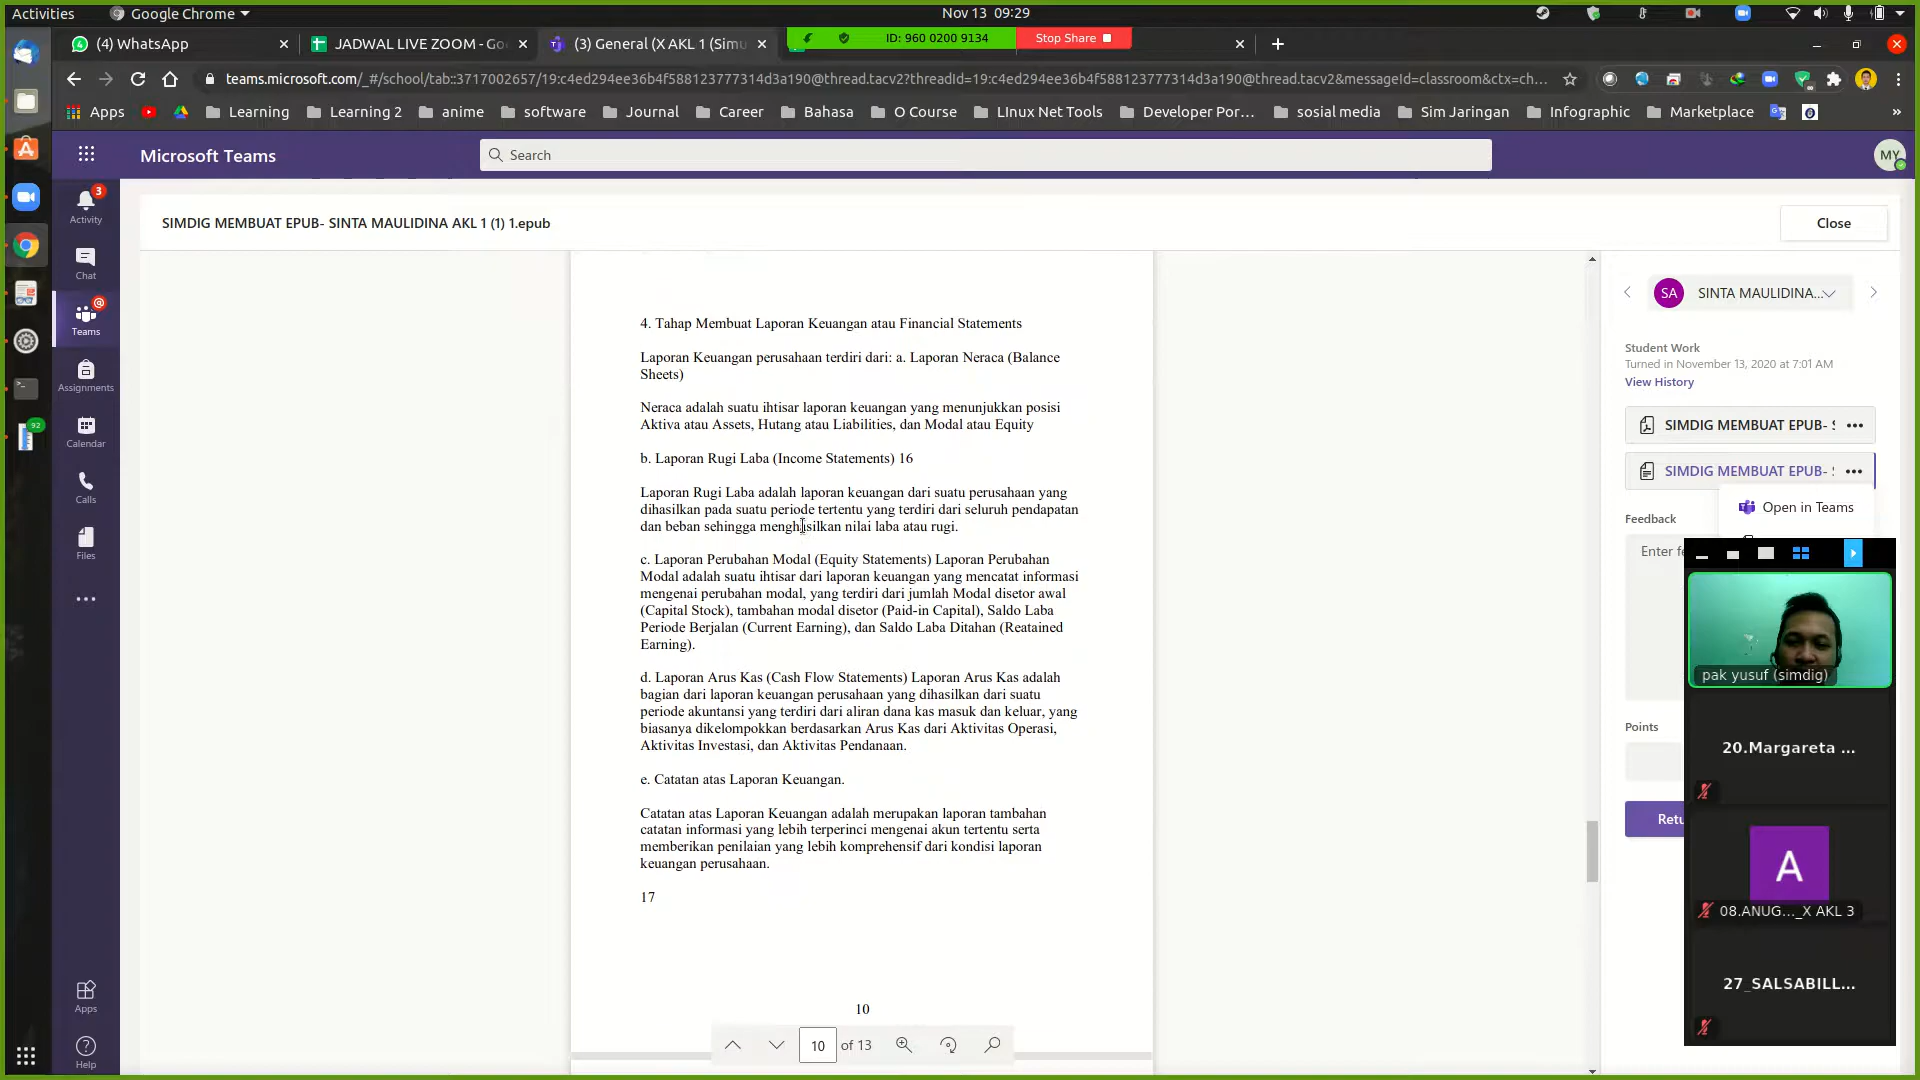 Activities
Google Chrome
Nov 13 09:29
(4) WhatsApp
JADWAL LIVE ZOOM - Go
(3) General (X AKL 1 (Simu
ID: 960 0200 9134
Stop Share
teams.microsoft.com/_#/school/tab::3717002657/19:c4ed294ee36b4f588123777314d3a190@thread.tacv2?threadId=19:c4ed294ee36b4f588123777314d3a190@thread.tacv2&messageId=classroom&ctx=ch...
Apps
Learning
Learning 2
anime
software
Journal
Career
Bahasa
O Course
LInux Net Tools
Developer Por...
sosial media
Sim Jaringan
Infographic
Marketplace
»
Microsoft Teams
Search
MY
3
Activity
Chat
@
Teams
Assignments
Calendar
Calls
Files
Apps
Help
92
SIMDIG MEMBUAT EPUB- SINTA MAULIDINA AKL 1 (1) 1.epub
Close
4. Tahap Membuat Laporan Keuangan atau Financial Statements
Laporan Keuangan perusahaan terdiri dari: a. Laporan Neraca (Balance
Sheets)
Neraca adalah suatu ihtisar laporan keuangan yang menunjukkan posisi
Aktiva atau Assets, Hutang atau Liabilities, dan Modal atau Equity
b. Laporan Rugi Laba (Income Statements) 16
Laporan Rugi Laba adalah laporan keuangan dari suatu perusahaan yang
dihasilkan pada suatu periode tertentu yang terdiri dari seluruh pendapatan
dan beban sehingga menghasilkan nilai laba atau rugi.
c. Laporan Perubahan Modal (Equity Statements) Laporan Perubahan
Modal adalah suatu ihtisar dari laporan keuangan yang mencatat informasi
mengenai perubahan modal, yang terdiri dari jumlah Modal disetor awal
(Capital Stock), tambahan modal disetor (Paid-in Capital), Saldo Laba
Periode Berjalan (Current Earning), dan Saldo Laba Ditahan (Reatained
Earning).
d. Laporan Arus Kas (Cash Flow Statements) Laporan Arus Kas adalah
bagian dari laporan keuangan perusahaan yang dihasilkan dari suatu
periode akuntansi yang terdiri dari aliran dana kas masuk dan keluar, yang
biasanya dikelompokkan berdasarkan Arus Kas dari Aktivitas Operasi,
Aktivitas Investasi, dan Aktivitas Pendanaan.
e. Catatan atas Laporan Keuangan.
Catatan atas Laporan Keuangan adalah merupakan laporan tambahan
catatan informasi yang lebih terperinci mengenai akun tertentu serta
memberikan penilaian yang lebih komprehensif dari kondisi laporan
keuangan perusahaan.
17
10
10 of 13
SA
SINTA MAULIDINA...
Student Work
Turned in November 13, 2020 at 7:01 AM
View History
SIMDIG MEMBUAT EPUB- S
SIMDIG MEMBUAT EPUB-
Open in Teams
Feedback
Enter fe
Points
Retu
pak yusuf (simdig)
20.Margareta ...
A
08.ANUG..._X AKL 3
27_SALSABILL...